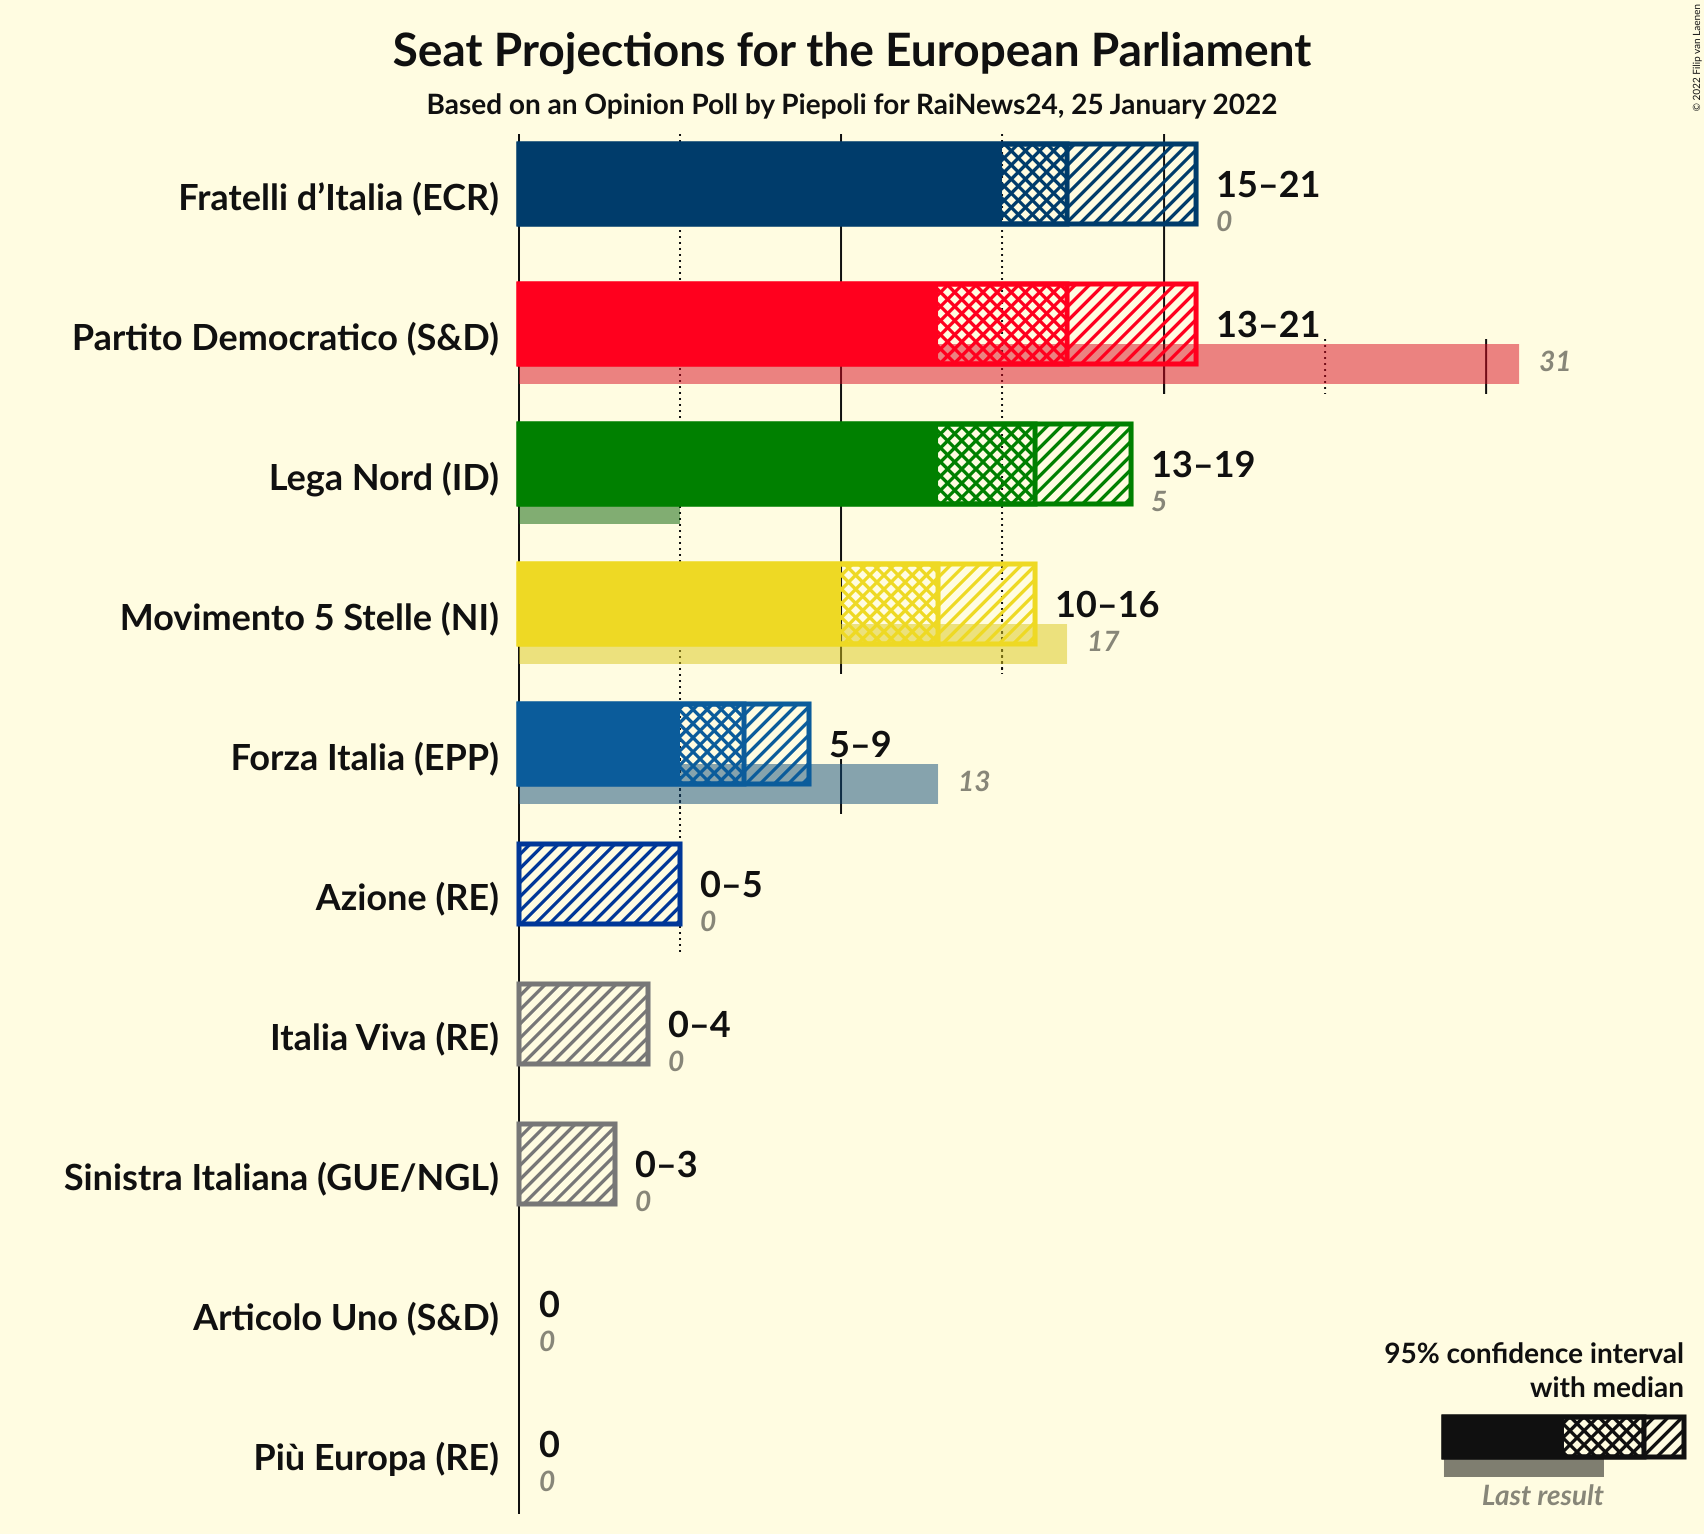 Seat Projections for the European Parliament
Based on an Opinion Poll by Piepoli for RaiNews24, 25 January 2022
© 2022 Filip van Laenen
Fratelli d’Italia (ECR)
15–21
0
Partito Democratico (S&D)
13–21
31
Lega Nord (ID)
13–19
5
Movimento 5 Stelle (NI)
10–16
17
Forza Italia (EPP)
5–9
13
Azione (RE)
0–5
0
Italia Viva (RE)
0–4
0
Sinistra Italiana (GUE/NGL)
0–3
0
Articolo Uno (S&D)
0
0
Più Europa (RE)
0
0
95% confidence interval
with median
Last result